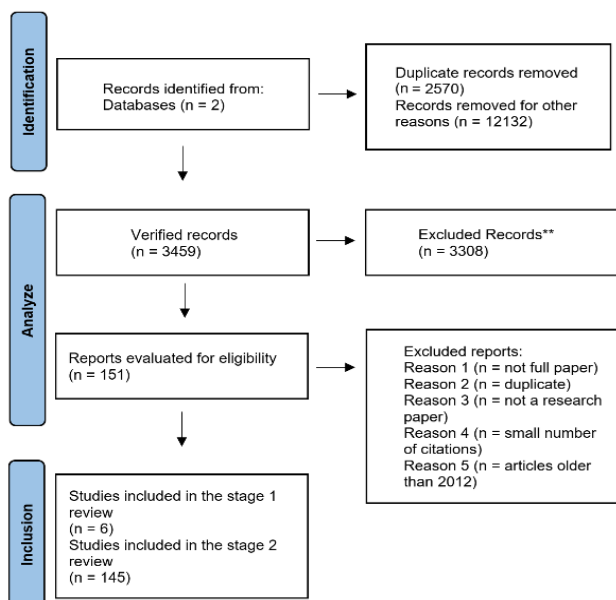 Identification
Records identified from:
Databases (n = 2)
Duplicate records removed
(n = 2570)
Records removed for other
reasons (n = 12132)
Analyze
Verified records
(n = 3459)
Excluded Records**
(n = 3308)
Reports evaluated for eligibility
(n = 151)
Excluded reports:
Reason 1 (n = not full paper)
Reason 2 (n = duplicate)
Reason 3 (n = not a research
paper)
Reason 4 (n = small number
of citations)
Reason 5 (n = articles older
than 2012)
Inclusion
Studies included in the stage 1
review
(n = 6)
Studies included in the stage 2
review
(n = 145)